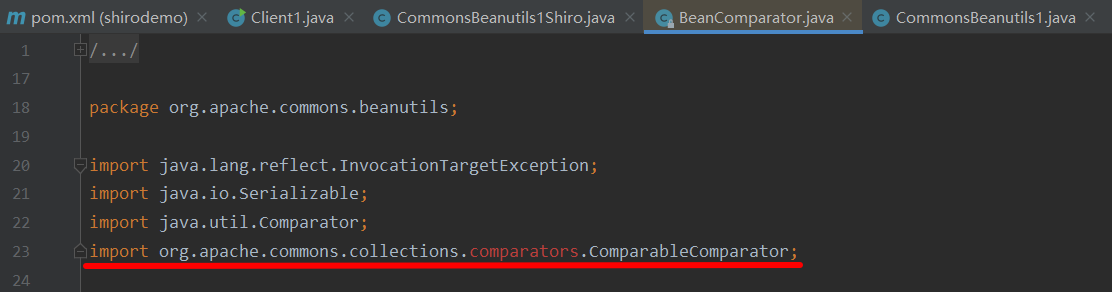 pom.xml (shirodemo) Client1.java CommonsBeanutils1Shiro.java BeanComparator.java CommonsBeanutils1.java
1 /.../
17
18 package org.apache.commons.beanutils;
19
20 import java.lang.reflect.InvocationTargetException;
21 import java.io.Serializable;
22 import java.util.Comparator;
23 import org.apache.commons.collections.comparators.ComparableComparator;
24